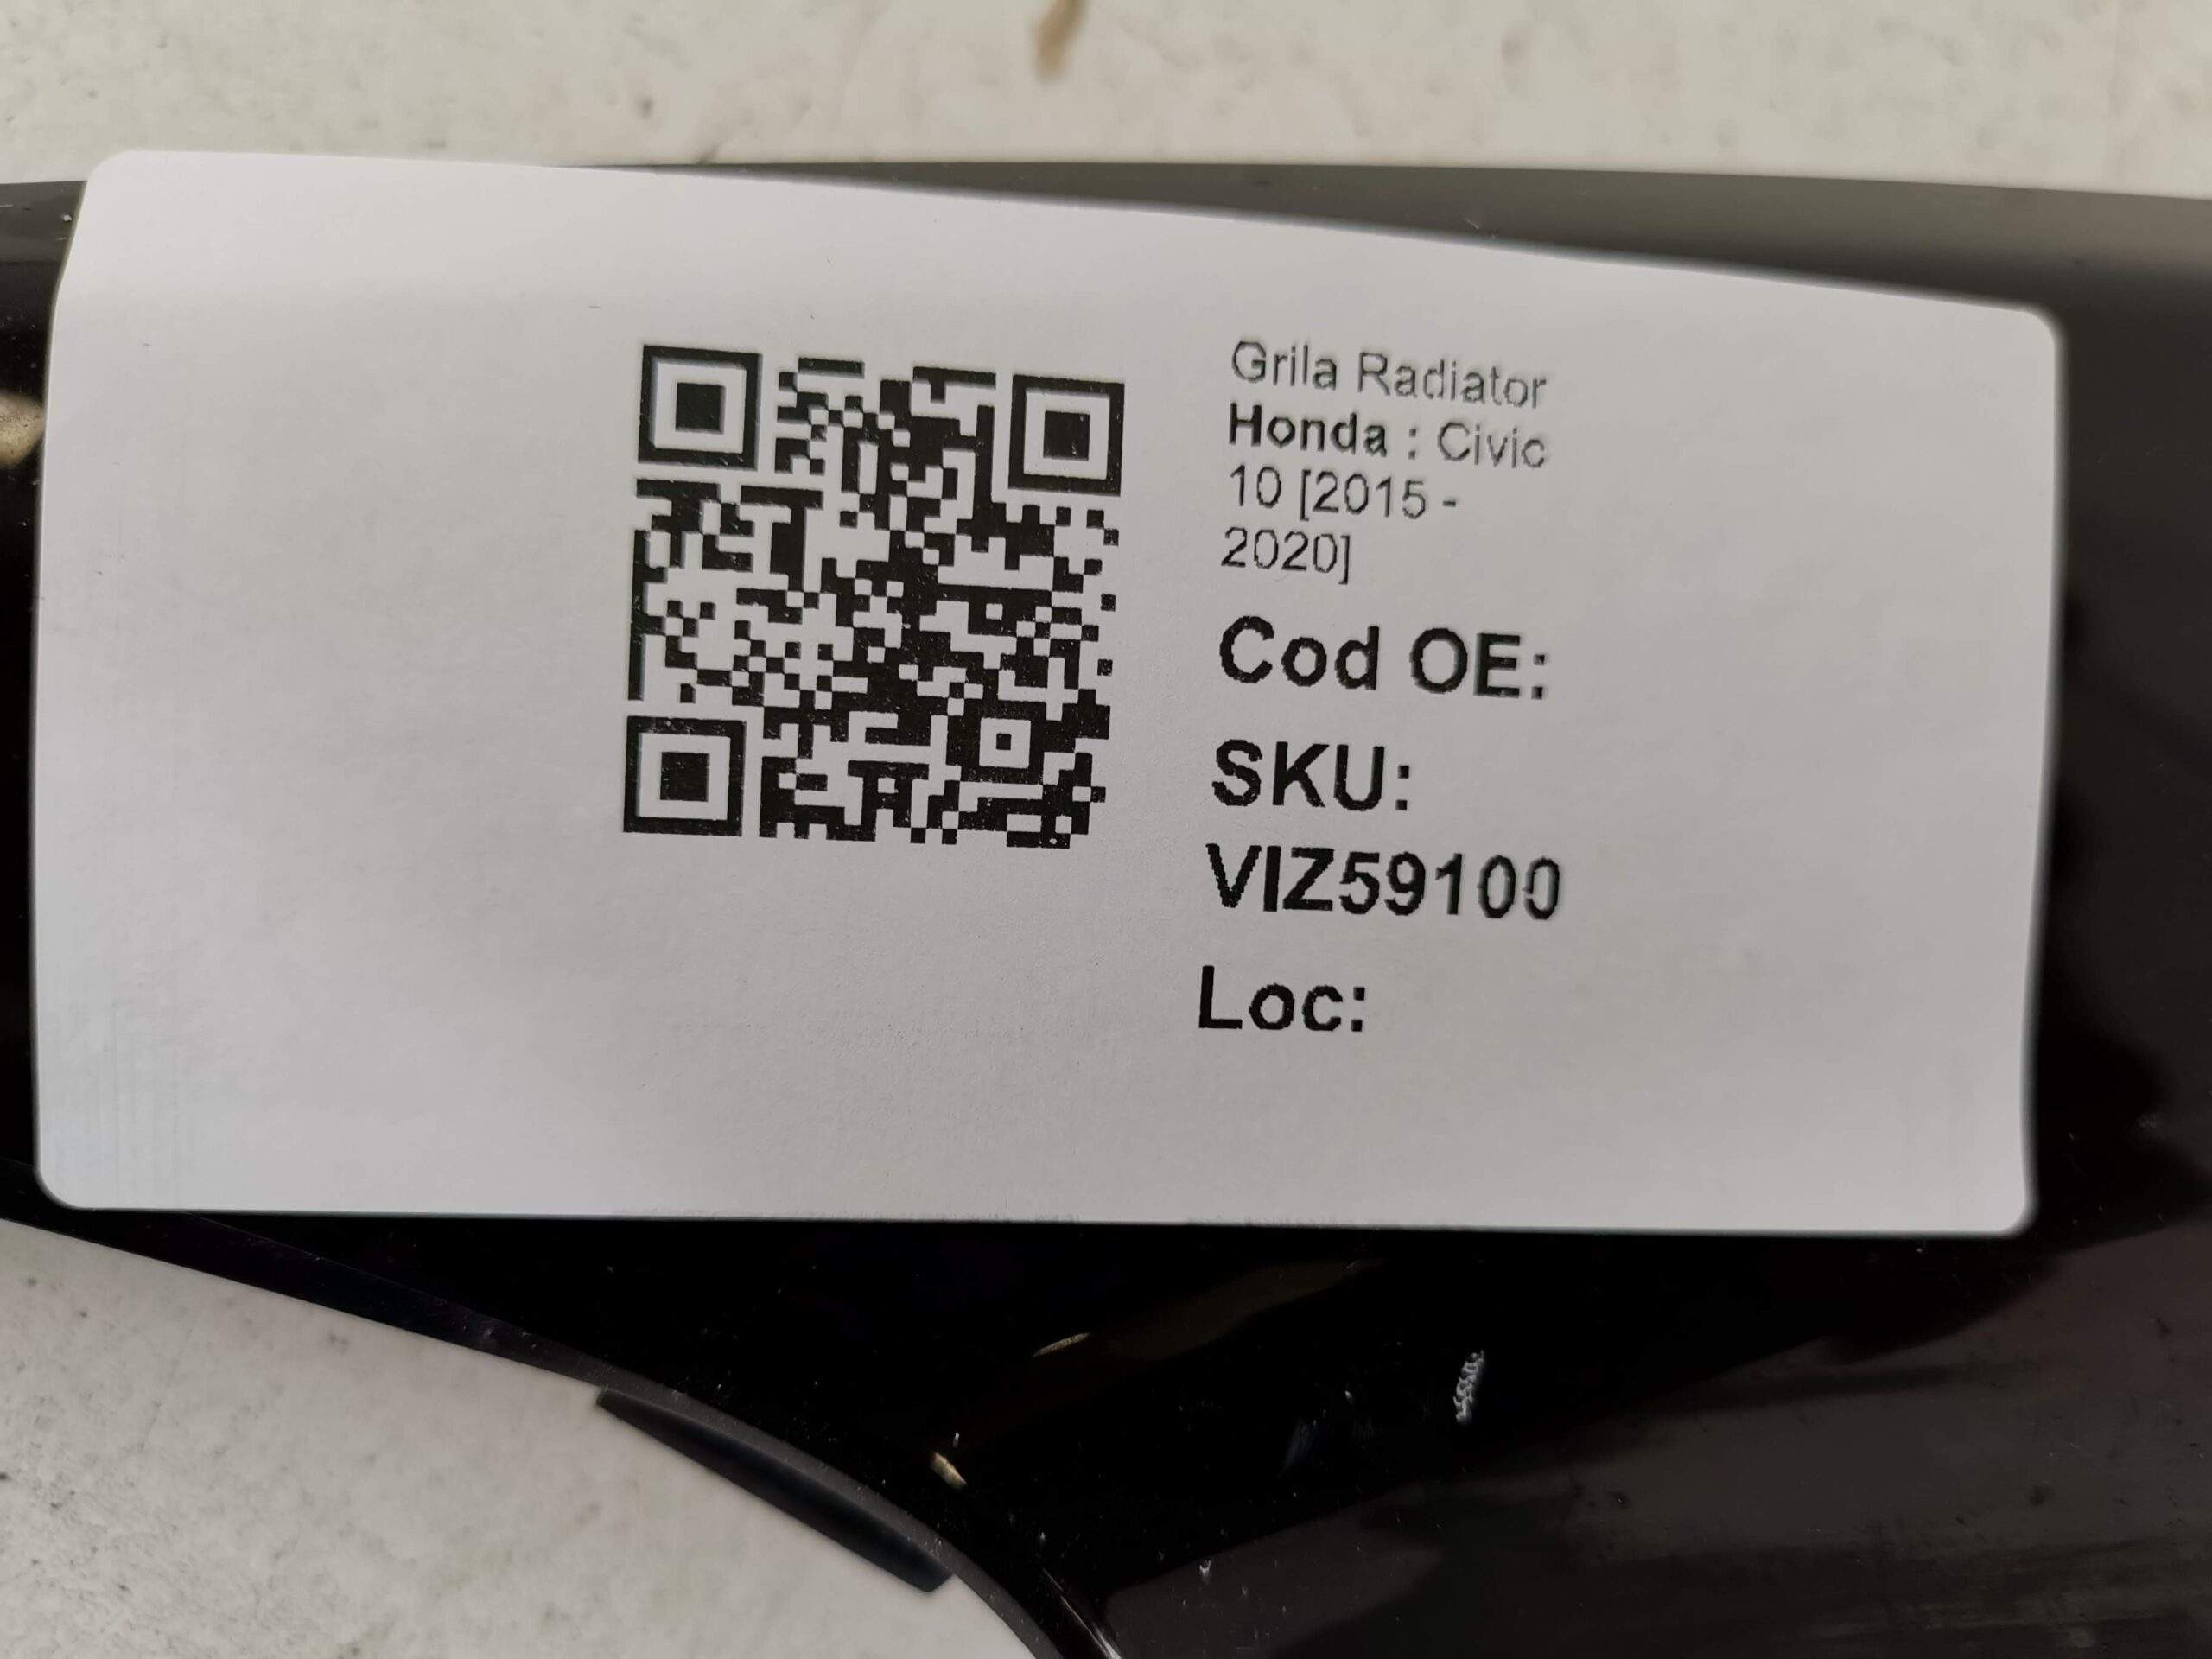 Grila Radiator
Honda : Civic
10 [2015 -
2020]
Cod OE:
SKU:
VIZ59100
Loc: